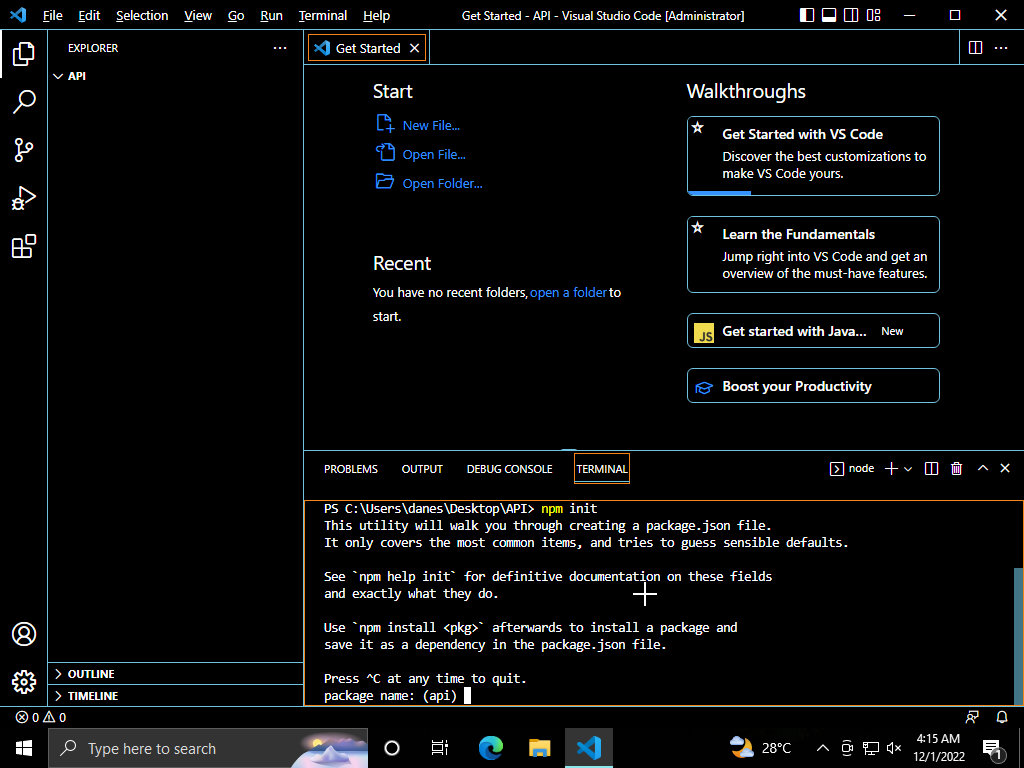 File Edit Selection View Go Run Terminal Help Get Started - API - Visual Studio Code [Administrator]
EXPLORER
API
Get Started
Start
New File...
Open File...
Open Folder...
Recent
You have no recent folders, open a folder to
start.
Walkthroughs
Get Started with VS Code
Discover the best customizations to
make VS Code yours.
Learn the Fundamentals
Jump right into VS Code and get an
overview of the must-have features.
JS Get started with Java... New
Boost your Productivity
PROBLEMS OUTPUT DEBUG CONSOLE TERMINAL node
PS C:\Users\danes\Desktop\API> npm init
This utility will walk you through creating a package.json file.
It only covers the most common items, and tries to guess sensible defaults.
See `npm help init` for definitive documentation on these fields
and exactly what they do.
Use `npm install <pkg>` afterwards to install a package and
save it as a dependency in the package.json file.
Press ^C at any time to quit.
package name: (api)
OUTLINE
TIMELINE
0 0
Type here to search
28°C
4:15 AM
12/1/2022
1